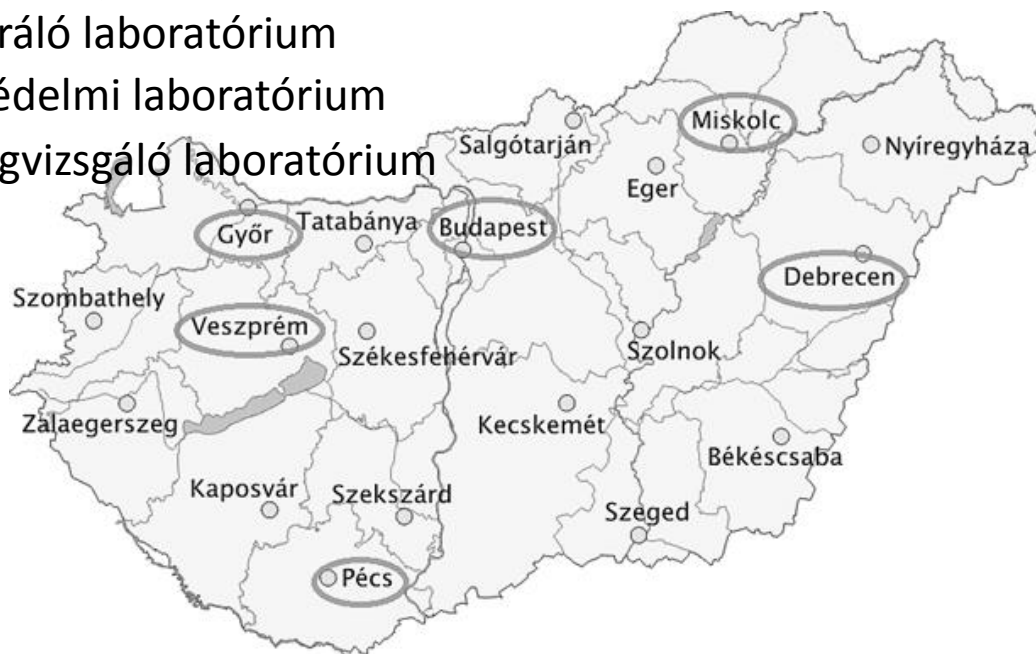 ráló laboratórium
édelmi laboratórium
gvizsgáló laboratórium
Miskolc
Salgótarján
Nyíregyháza
Eger
Győr
Tatabánya
Budapest
Debrecen
Szombathely
Veszprém
Székesfehérvár
Szolnok
Zalaegerszeg
Kecskemét
Békéscsaba
Kaposvár
Szekszárd
Szeged
Pécs